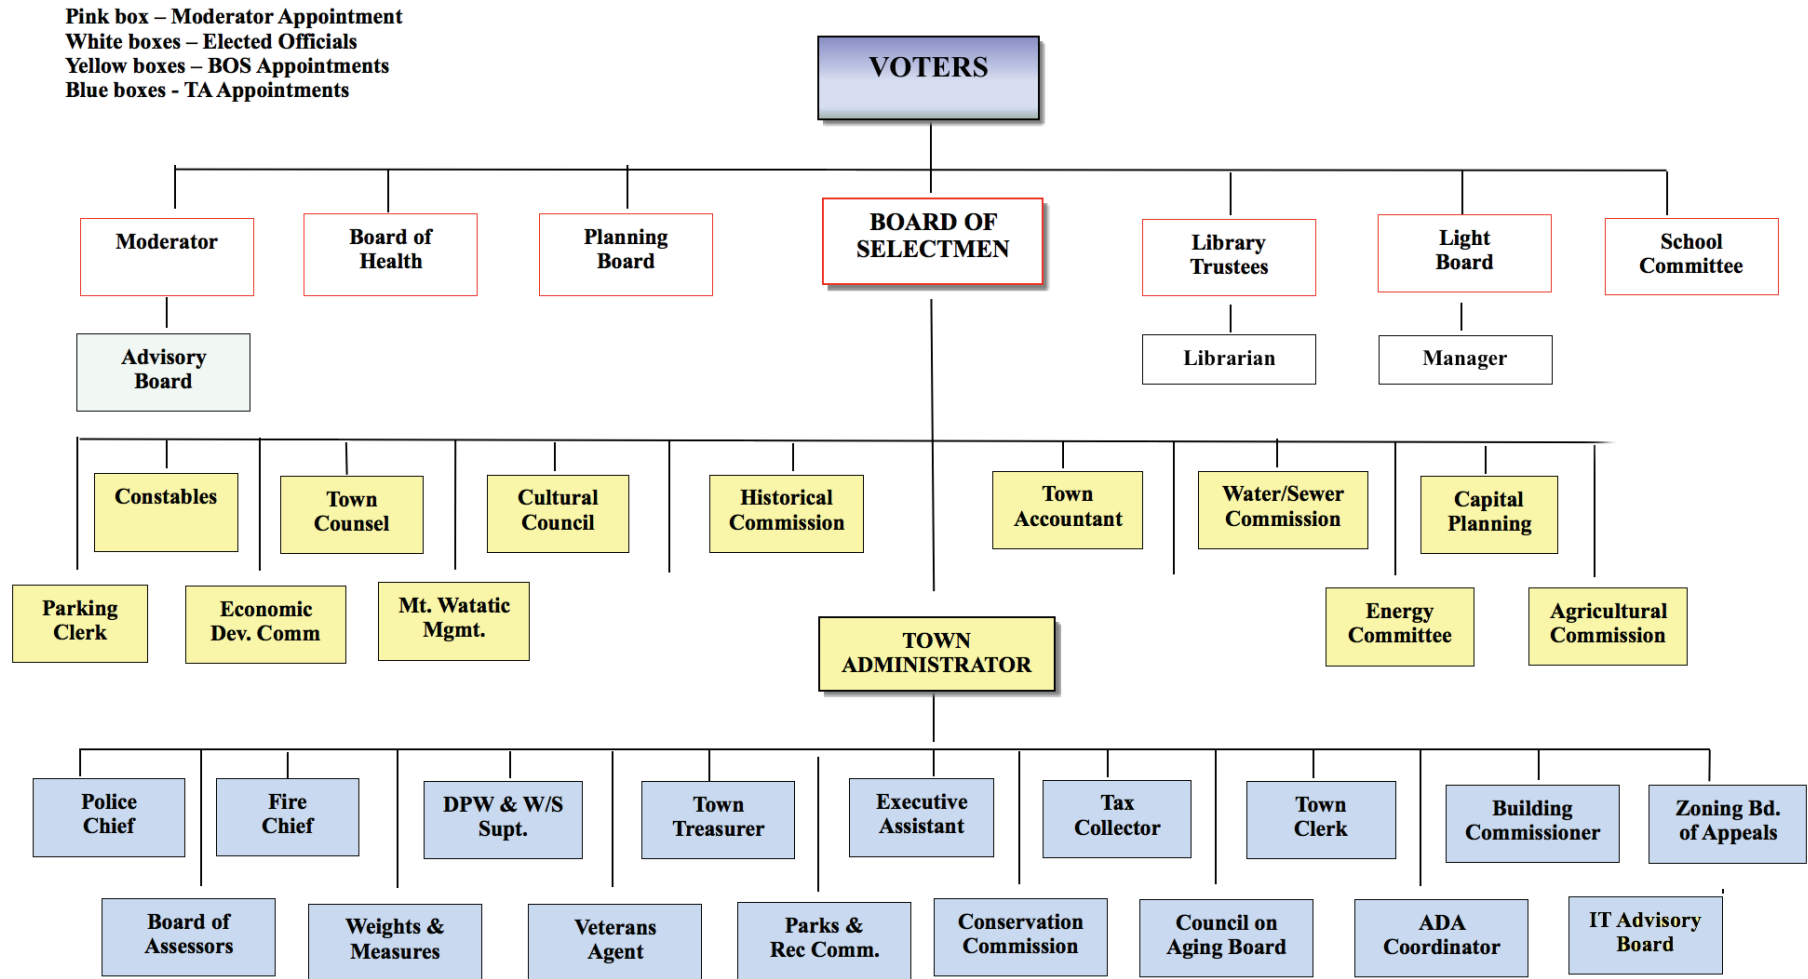 Pink box – Moderator Appointment
White boxes – Elected Officials
Yellow boxes – BOS Appointments
Blue boxes - TA Appointments
VOTERS
Moderator
Board of
Health
Planning
Board
BOARD OF
SELECTMEN
Library
Trustees
Light
Board
School
Committee
Advisory
Board
Librarian
Manager
Constables
Town
Counsel
Cultural
Council
Historical
Commission
Town
Accountant
Water/Sewer
Commission
Capital
Planning
Parking
Clerk
Economic
Dev. Comm
Mt. Watatic
Mgmt.
TOWN
ADMINISTRATOR
Energy
Committee
Agricultural
Commission
Police
Chief
Fire
Chief
DPW & W/S
Supt.
Town
Treasurer
Executive
Assistant
Tax
Collector
Town
Clerk
Building
Commissioner
Zoning Bd.
of Appeals
Board of
Assessors
Weights &
Measures
Veterans
Agent
Parks &
Rec Comm.
Conservation
Commission
Council on
Aging Board
ADA
Coordinator
IT Advisory
Board